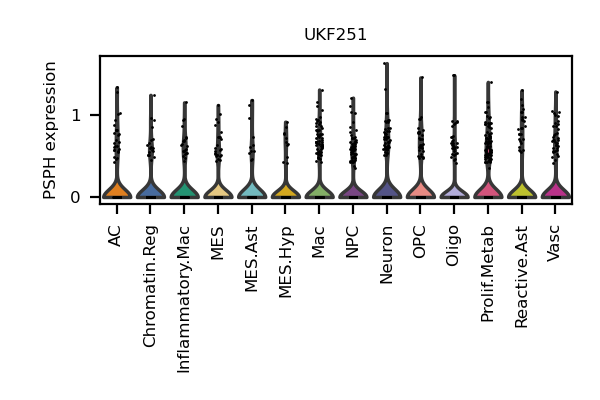 UKF251
PSPH expression
1
0
AC
Chromatin.Reg
Inflammatory.Mac
MES
MES.Ast
MES.Hyp
Mac
NPC
Neuron
OPC
Oligo
Prolif.Metab
Reactive.Ast
Vasc